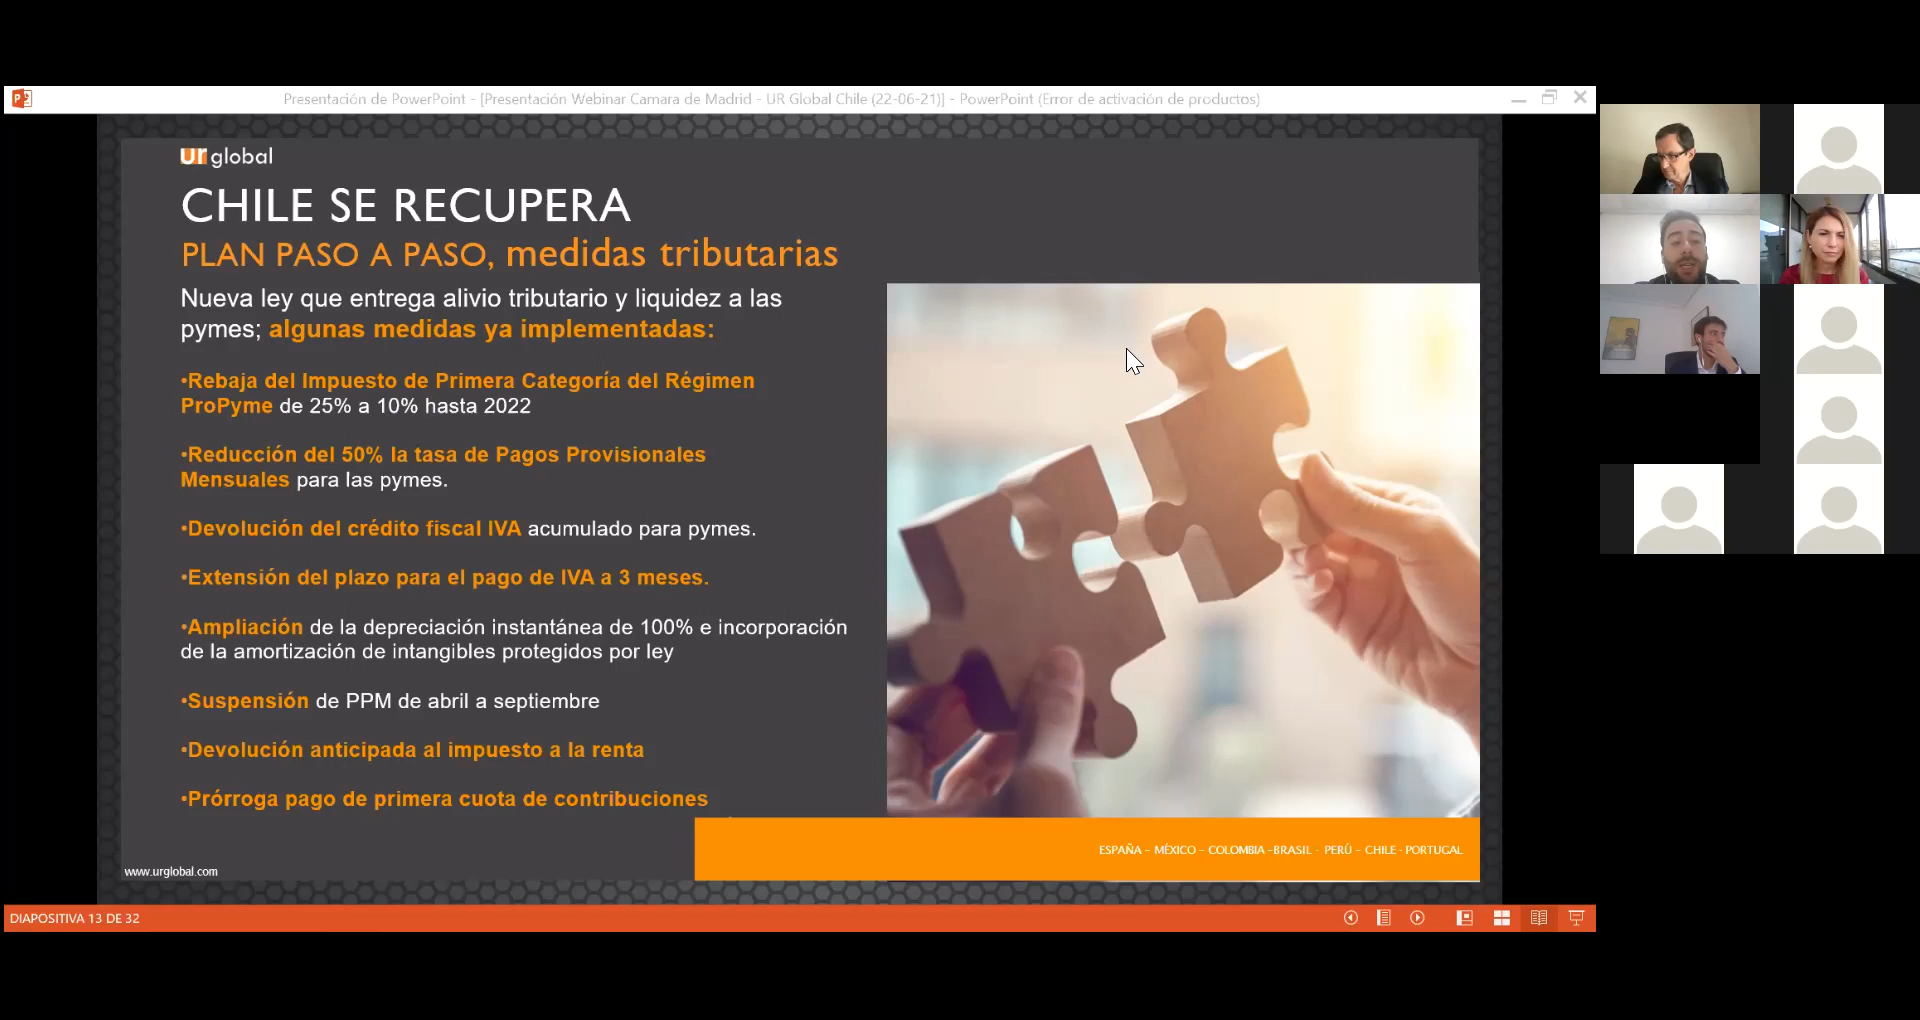 Presentación de PowerPoint - [Presentación Webinar Camara de Madrid - UR Global Chile (22-06-21)] - PowerPoint (Error de activación de productos)
ur global
CHILE SE RECUPERA
PLAN PASO A PASO, medidas tributarias
Nueva ley que entrega alivio tributario y liquidez a las
pymes; algunas medidas ya implementadas:
•Rebaja del Impuesto de Primera Categoría del Régimen
ProPyme de 25% a 10% hasta 2022
•Reducción del 50% la tasa de Pagos Provisionales
Mensuales para las pymes.
•Devolución del crédito fiscal IVA acumulado para pymes.
•Extensión del plazo para el pago de IVA a 3 meses.
•Ampliación de la depreciación instantánea de 100% e incorporación
de la amortización de intangibles protegidos por ley
•Suspensión de PPM de abril a septiembre
•Devolución anticipada al impuesto a la renta
•Prórroga pago de primera cuota de contribuciones
ESPAÑA - MÉXICO - COLOMBIA -BRASIL - PERÚ - CHILE - PORTUGAL
www.urglobal.com
DIAPOSITIVA 13 DE 32